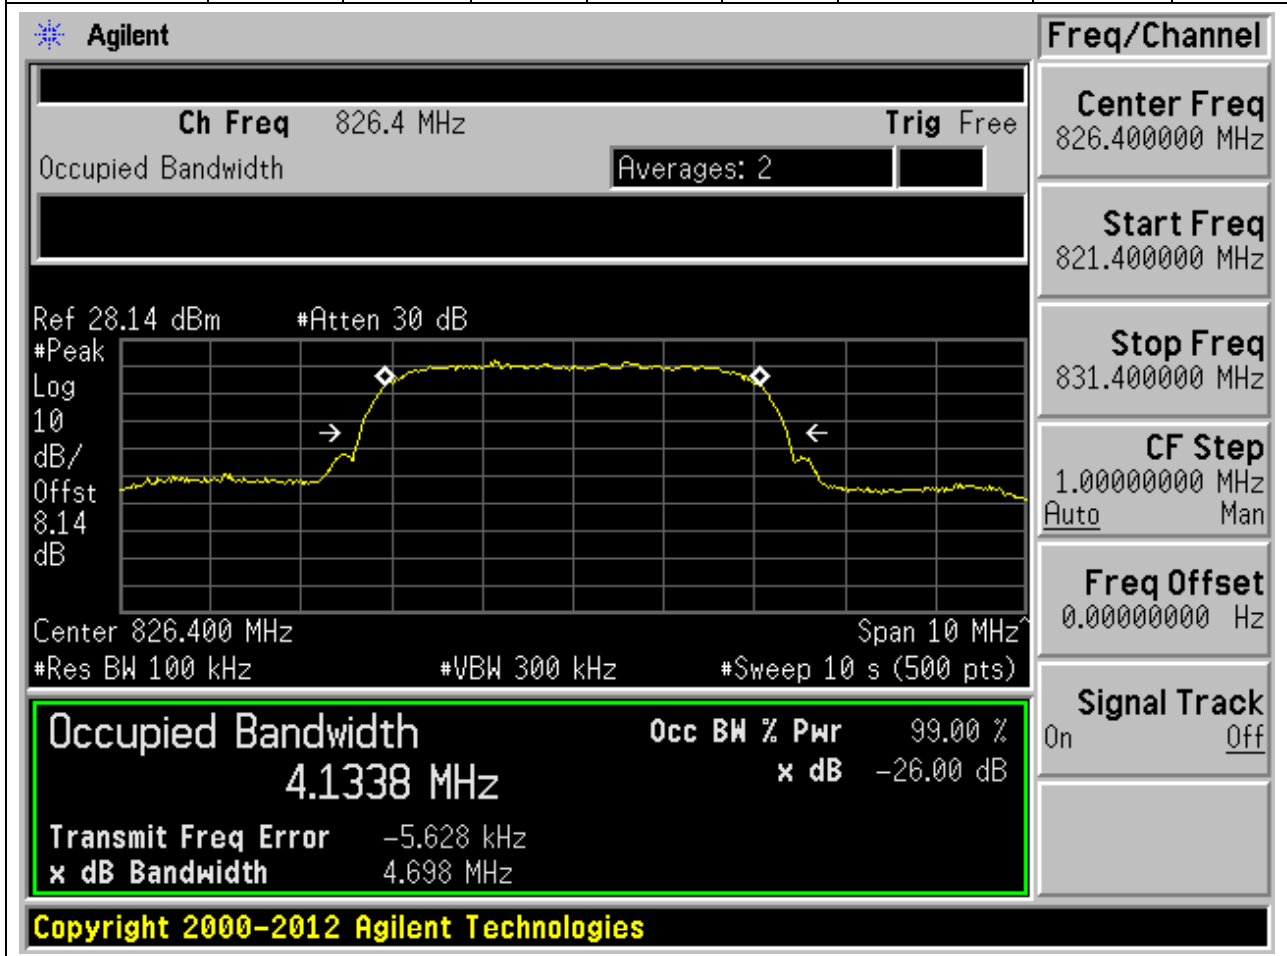 Agilent
Freq/Channel
Ch Freq 826.4 MHz Trig Free
Occupied Bandwidth Averages: 2
Center Freq
826.400000 MHz
Start Freq
821.400000 MHz
Stop Freq
831.400000 MHz
CF Step
1.00000000 MHz
Auto Man
Freq Offset
0.00000000 Hz
Signal Track
On Off
Ref 28.14 dBm #Atten 30 dB
#Peak
Log
10
dB/
Offst
8.14
dB
Center 826.400 MHz Span 10 MHz^
#Res BW 100 kHz #VBW 300 kHz #Sweep 10 s (500 pts)
Occupied Bandwidth Occ BW % Pwr 99.00 %
4.1338 MHz x dB -26.00 dB
Transmit Freq Error -5.628 kHz
x dB Bandwidth 4.698 MHz
Copyright 2000-2012 Agilent Technologies